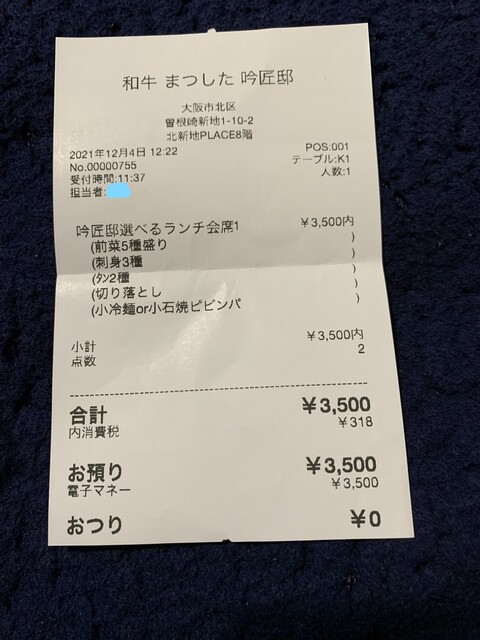 和牛 まつした 吟匠邸
大阪市北区
曽根崎新地1-10-2
北新地PLACE8階
2021年12月4日 12:22 POS:001
No.00000755 テーブル:K1
受付時間:11:37 人数:1
担当者:
吟匠邸選べるランチ会席1 ¥3,500内
(前菜5種盛り )
(刺身3種 )
(タン2種 )
(切り落とし )
(小冷麺or小石焼ビビンバ )
小計 ¥3,500内
点数 2
合計 ¥3,500
内消費税 ¥318
お預り ¥3,500
電子マネー ¥3,500
おつり ¥0